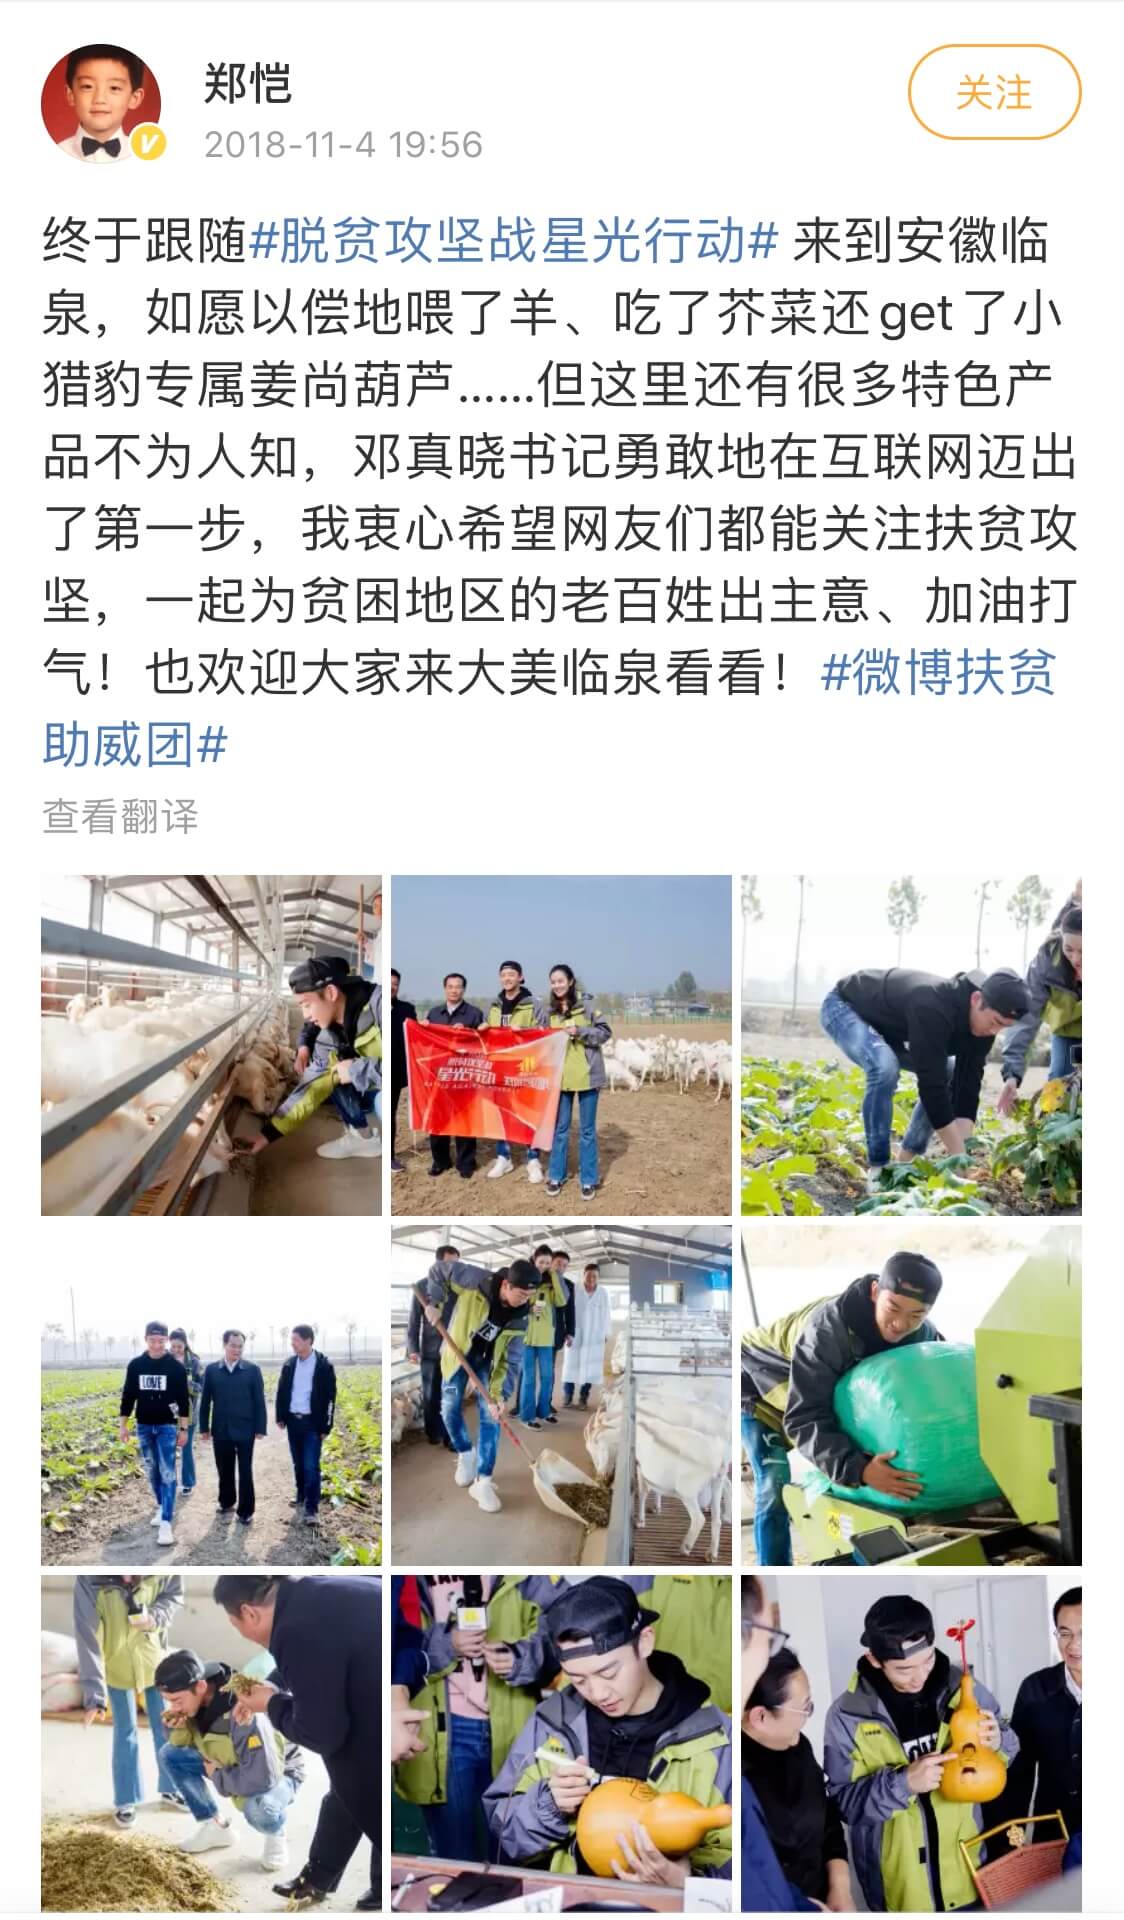 郑恺
关注
2018-11-4 19:56
终于跟随#脱贫攻坚战星光行动# 来到安徽临
泉，如愿以偿地喂了羊、吃了芥菜还get了小
猎豹专属姜尚葫芦……但这里还有很多特色产
品不为人知，邓真晓书记勇敢地在互联网迈出
了第一步，我衷心希望网友们都能关注扶贫攻
坚，一起为贫困地区的老百姓出主意、加油打
气！也欢迎大家来大美临泉看看！#微博扶贫
助威团#
查看翻译
星光行动
LOVE